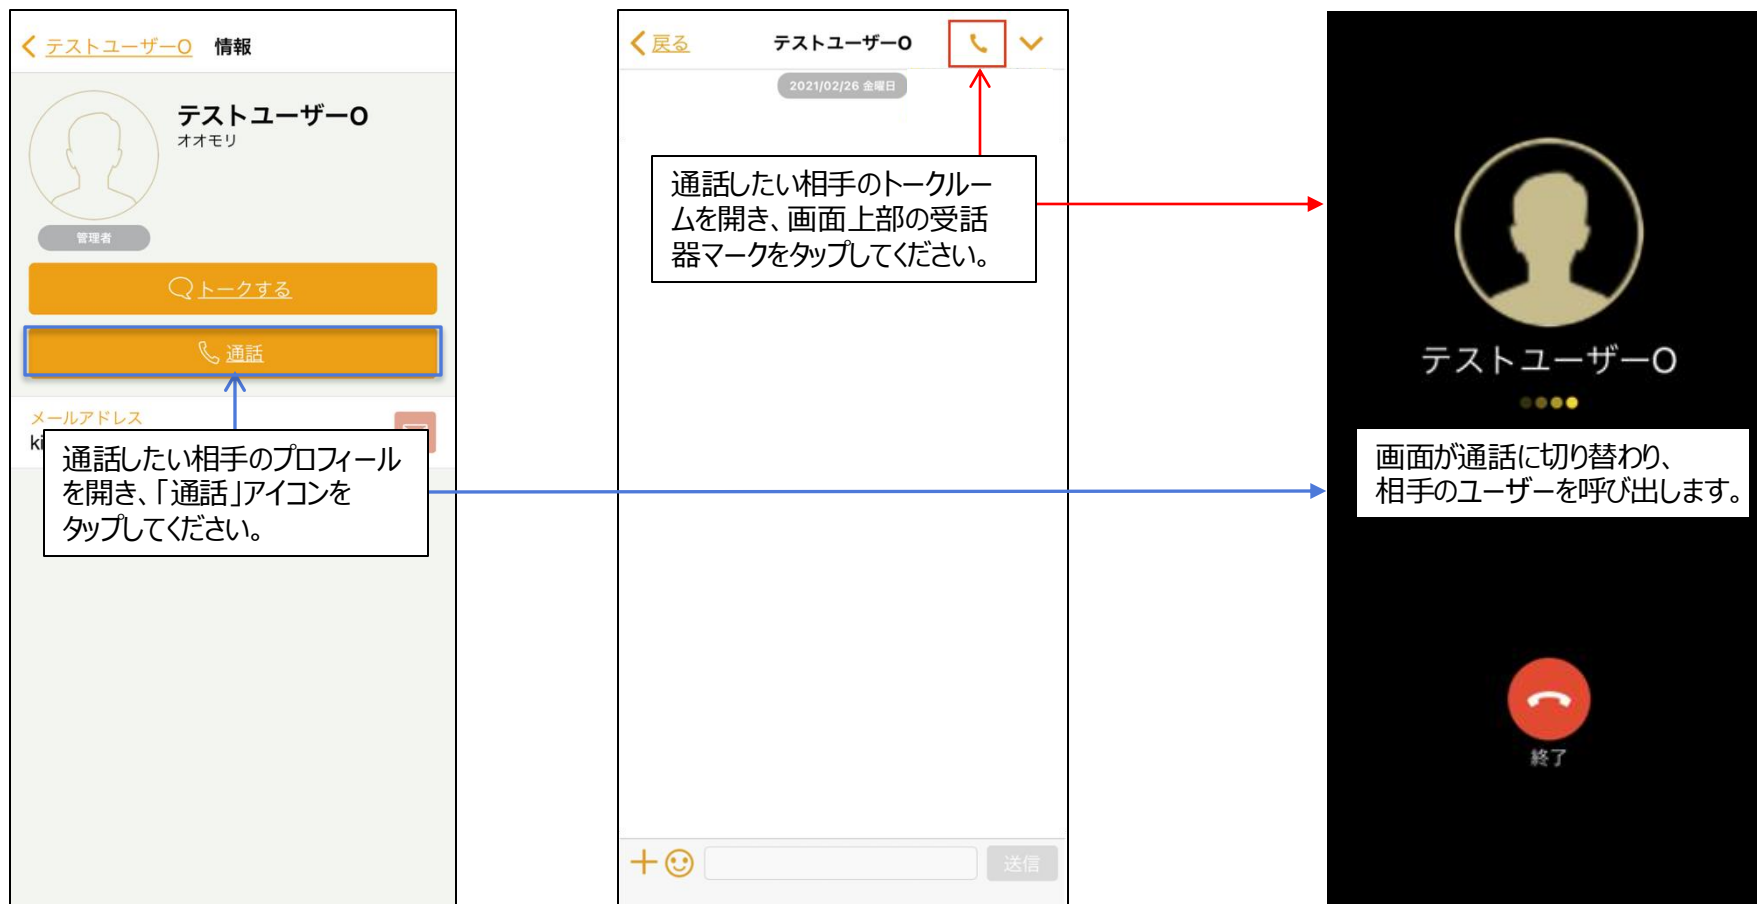 テストユーザーO 情報
テストユーザーO
オオモリ
管理者
トークする
通話
メールアドレス
ki
通話したい相手のプロフィール
を開き、「通話」アイコンを
タップしてください。
戻る テストユーザーO
2021/02/26 金曜日
通話したい相手のトークルー
ムを開き、画面上部の受話
器マークをタップしてください。
送信
テストユーザーO
画面が通話に切り替わり、
相手のユーザーを呼び出します。
終了